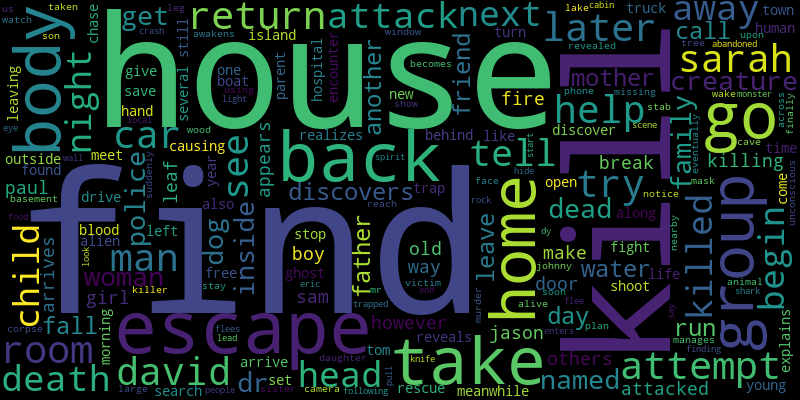 house
find
kill
back
escape
take
home
group
go
body
man
child
room
death
david
dr
head
attempt
return
attack
next
later
away
call
sarah
creature
mother
help
tell
try
see
car
night
police
woman
fall
girl
boy
father
discovers
inside
dog
appears
another
friend
behind
like
leave
door
water
dead
make
day
named
others
run
begin
killed
family
killing
break
fire
get
island
hospital
parent
encounter
turn
truck
human
town
lake
cabin
son
taken
us
watch
leg
crash
awakens
window
becomes
using
light
show
new
several
still
one
boat
give
save
hand
chase
leaving
eye
outside
found
paul
arrives
meet
drive
also
year
leaf
causing
realizes
local
wood
suddenly
wall
food
basement
blood
alien
left
look
killer
corpse
morning
large
search
people
lead
flees
stay
free
ghost
eric
stop
sam
victim
trapped
mr
end
old
way
trap
spirit
reach
however
reveals
jason
tom
daughter
sister
arrive
set
camera
following
knife
pull
rescue
meanwhile
murder
face
rock
hide
start
alive
dy
soon
enters
johnny
flee
plan
open
come
fight
shoot
along
nearby
notice
life
say
manages
finding
animal
shark
attacked
young
explains
unconscious
time
cave
mask
scene
stab
missing
phone
discover
wake
monster
tree
abandoned
revealed
upon
across
finally
eventually